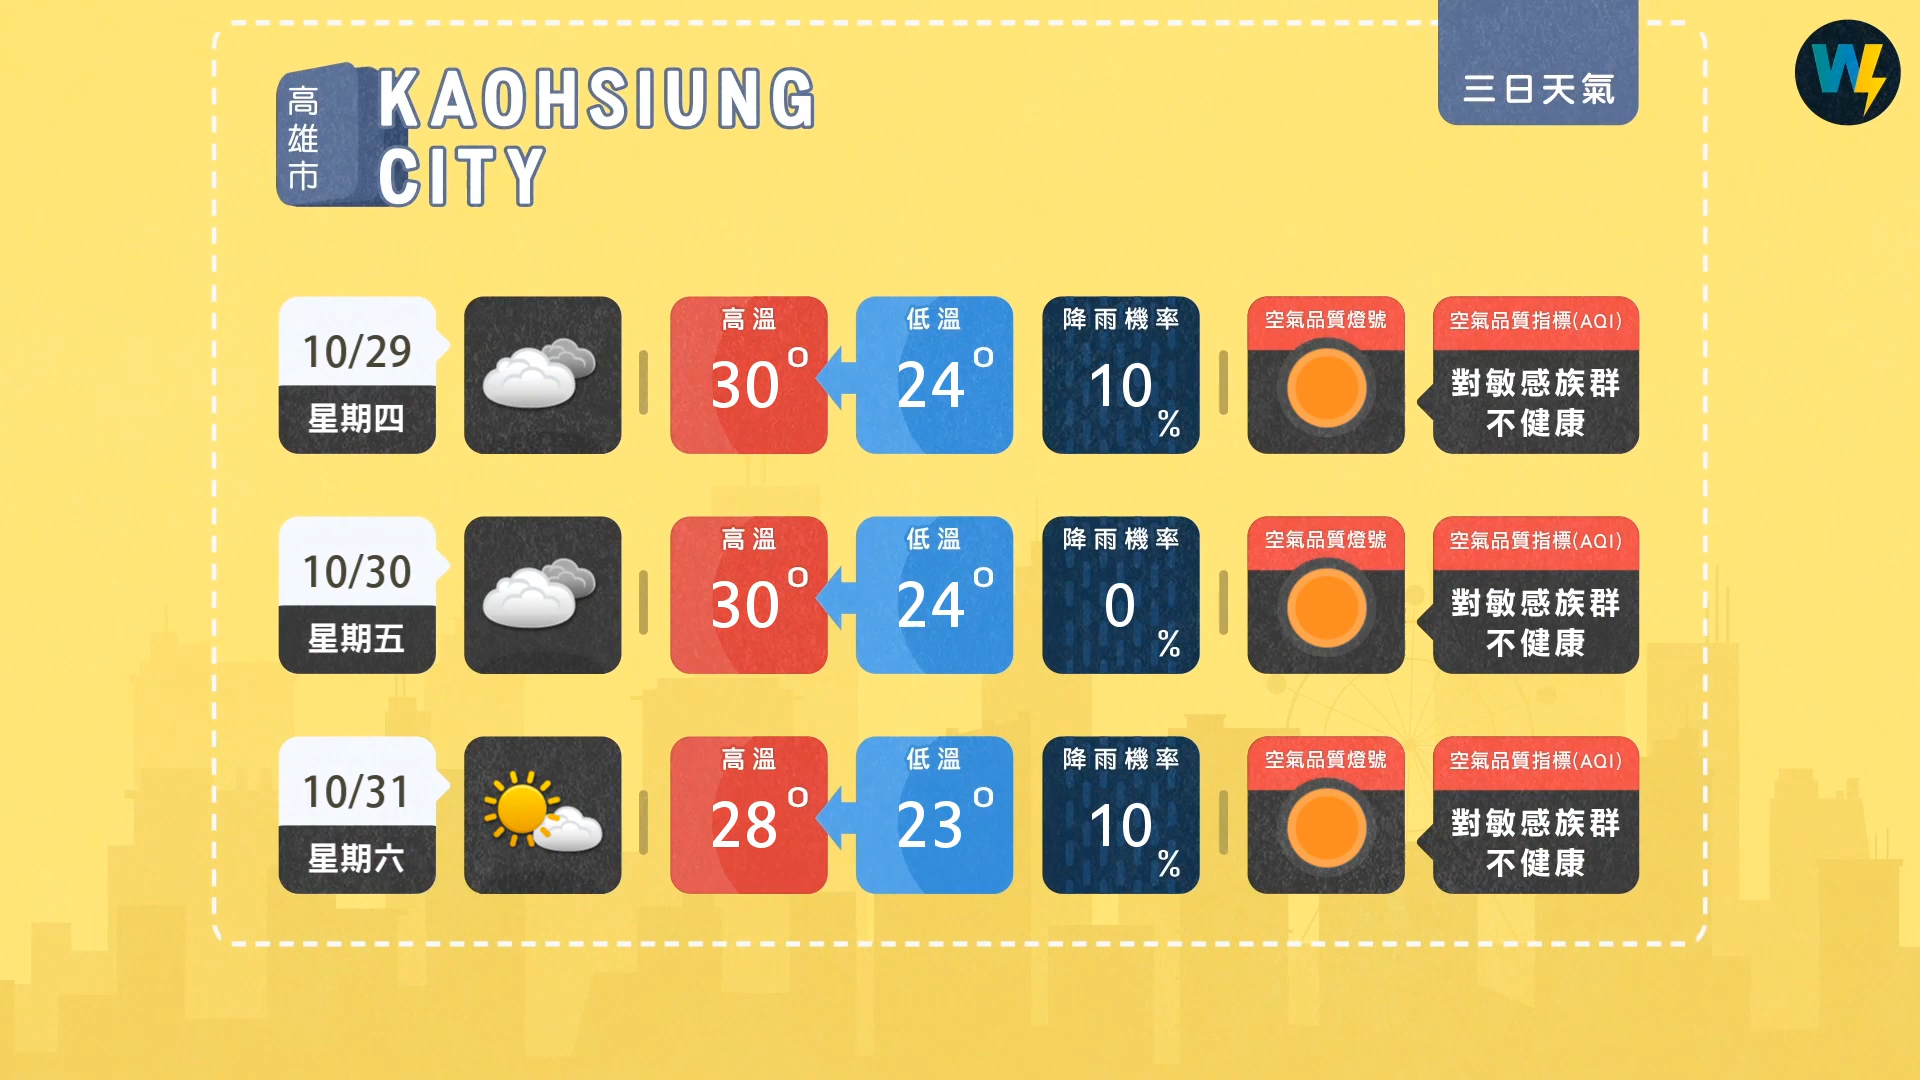 高雄市
KAOHSIUNG
CITY
三日天氣
W
10/29
星期四
高溫
30°
低溫
24°
降雨機率
10%
空氣品質燈號
空氣品質指標(AQI)
對敏感族群
不健康
10/30
星期五
高溫
30°
低溫
24°
降雨機率
0%
空氣品質燈號
空氣品質指標(AQI)
對敏感族群
不健康
10/31
星期六
高溫
28°
低溫
23°
降雨機率
10%
空氣品質燈號
空氣品質指標(AQI)
對敏感族群
不健康